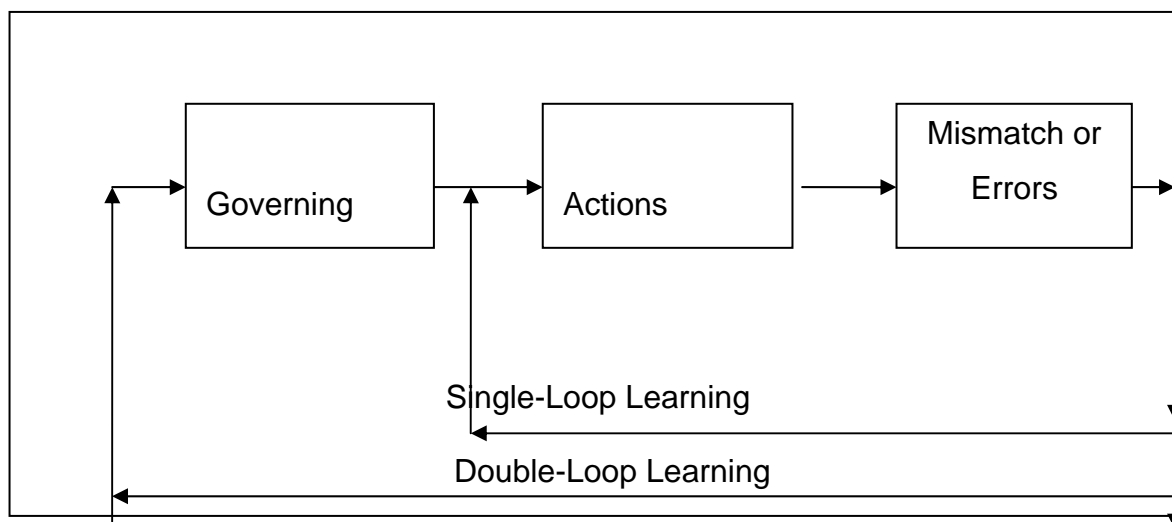 Governing
Actions
Mismatch or
Errors
Single-Loop Learning
Double-Loop Learning